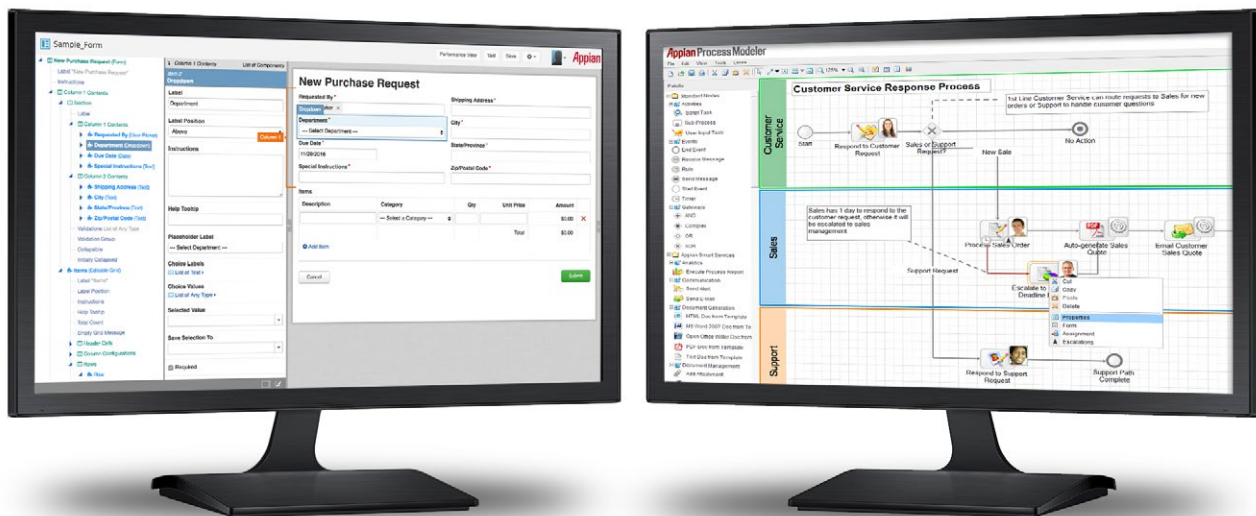 Sample_Form
Performance View
Test
Save
Appian
New Purchase Request (Form)
Label "New Purchase Request"
Instructions
Column 1 Contents
Section
Label
Column 1 Contents
Requested By (User Picker)
Department (Dropdown)
Due Date (Date)
Special Instructions (Text)
Column 2 Contents
Shipping Address (Text)
City (Text)
State/Province (Text)
Zip/Postal Code (Text)
Validations List of Any Type
Validation Group
Collapsible
Initially Collapsed
Items (Editable Grid)
Label "Items"
Label Position
Instructions
Help Tooltip
Total Count
Empty Grid Message
Header Cells
Column Configurations
Rows
Row
Column 1 Contents
List of Components
Dropdown
Label
Department
Label Position
Above
Column
Instructions
Help Tooltip
Placeholder Label
--- Select Department ---
Choice Labels
List of Text
Choice Values
List of Any Type
Selected Value
Save Selection To
Required
New Purchase Request
Requested By *
Dropdown
Department *
--- Select Department ---
Due Date *
11/29/2016
Special Instructions *
Shipping Address *
City *
State/Province *
Zip/Postal Code *
Items
Description
Category
Qty
Unit Price
Amount
--- Select a Category ---
$0.00
Total
$0.00
Add Item
Cancel
Submit
Appian Process Modeler
File Edit View Tools
125%
Palette
Standard Nodes
Activities
Script Task
Sub-Process
User Input Task
Events
End Event
Receive Message
Rule
Send Message
Start Event
Timer
Gateways
AND
Complex
OR
XOR
Appian Smart Services
Analytics
Execute Process Report
Communication
Send Alert
Send E-Mail
Document Generation
HTML Doc from Template
MS Word 2007 Doc from Te
Open Office Writer Doc from
PDF Doc from Template
Text Doc from Template
Document Management
Add Attachment
Customer Service Response Process
1st Line Customer Service can route requests to Sales for new
orders or Support to handle customer questions
Customer
Service
Start
Respond to Customer
Request
Sales or Support
Request?
No Action
New Sale
Sales
Sales has 1 day to respond to the
customer request, otherwise it will
be escalated to sales
management
Process Sales Order
Auto-generate Sales
Quote
Email Customer
Sales Quote
Support Request
Escalate to
Deadline
Cut
Copy
Paste
Delete
Properties
Form
Assignment
Escalations
Support
Respond to Support
Request
Support Path
Complete